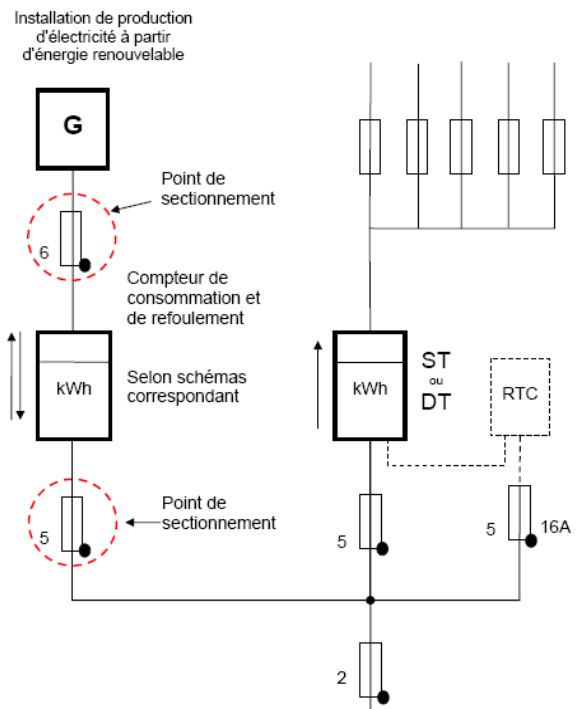 Installation de production
d'électricité à partir
d'énergie renouvelable
G
Point de
sectionnement
6
Compteur de
consommation et
de refoulement
kWh
Selon schémas
correspondant
kWh
ST
ou
DT
RTC
Point de
sectionnement
5
5
5
16A
2